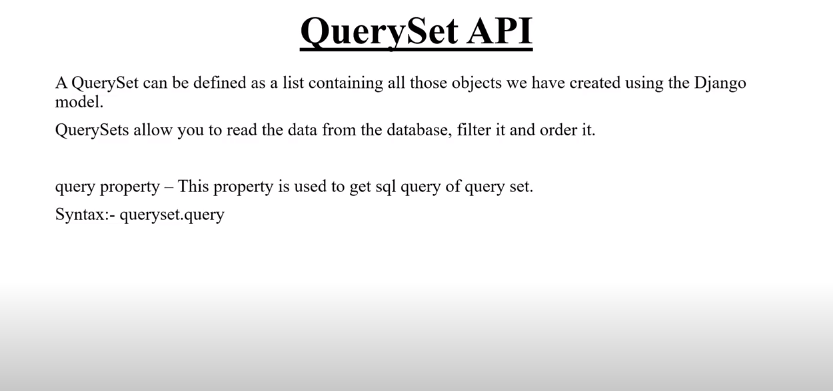 QuerySet API
A QuerySet can be defined as a list containing all those objects we have created using the Django
model.
QuerySets allow you to read the data from the database, filter it and order it.
query property – This property is used to get sql query of query set.
Syntax:- queryset.query